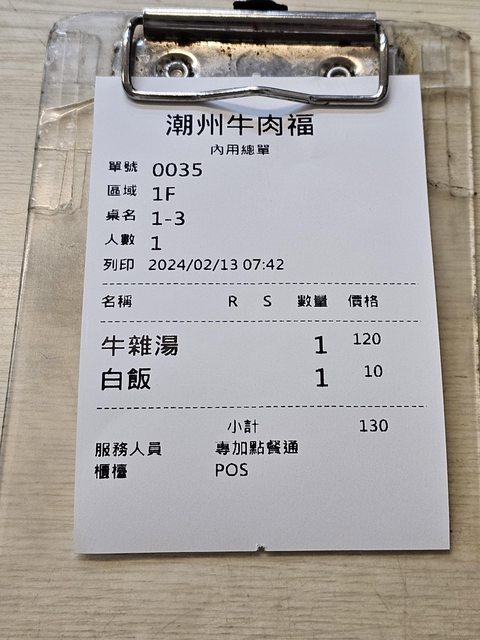 潮州牛肉福
內用總單
單號 0035
區域 1F
桌名 1-3
人數 1
列印 2024/02/13 07:42
名稱 R S 數量 價格
牛雜湯 1 120
白飯 1 10
小計 130
服務人員 專加點餐通
櫃檯 POS